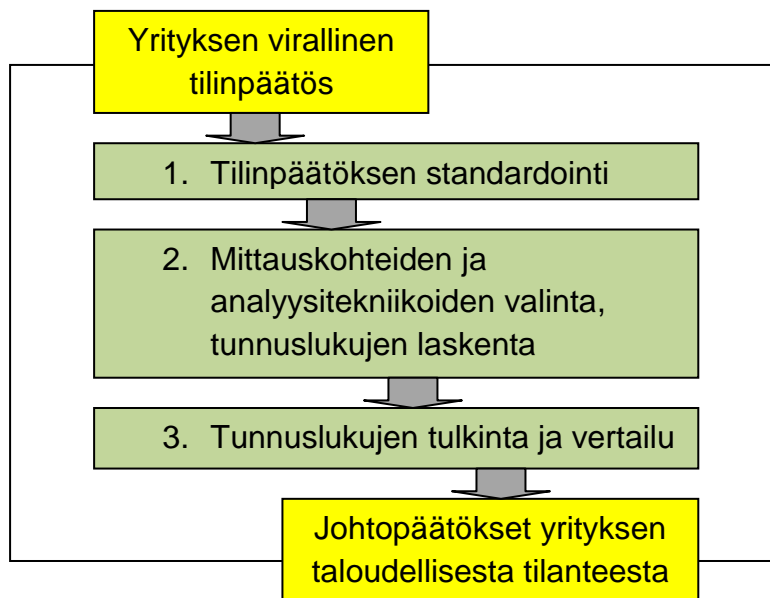 Yrityksen virallinen
tilinpäätös
1. Tilinpäätöksen standardointi
2. Mittauskohteiden ja
analyysitekniikoiden valinta,
tunnuslukujen laskenta
3. Tunnuslukujen tulkinta ja vertailu
Johtopäätökset yrityksen
taloudellisesta tilanteesta